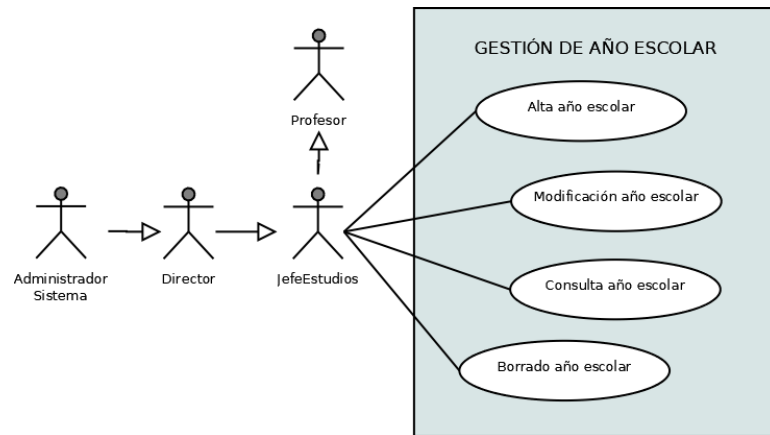 GESTIÓN DE AÑO ESCOLAR
Profesor
Alta año escolar
Modificación año escolar
Administrador
Sistema
Director
JefeEstudios
Consulta año escolar
Borrado año escolar